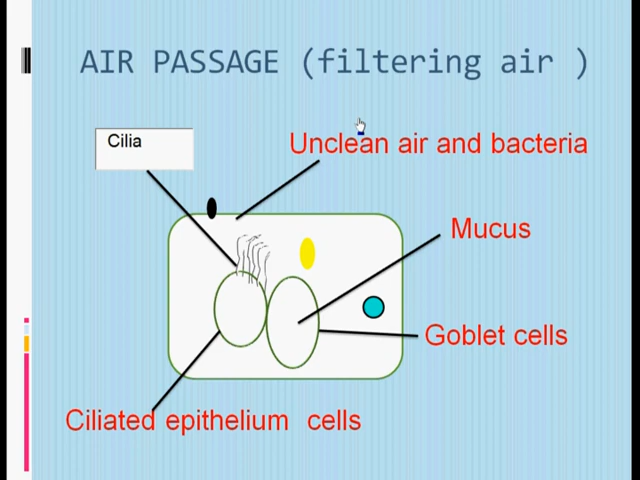 AIR PASSAGE (filtering air )
Cilia
Unclean air and bacteria
Mucus
Goblet cells
Ciliated epithelium cells